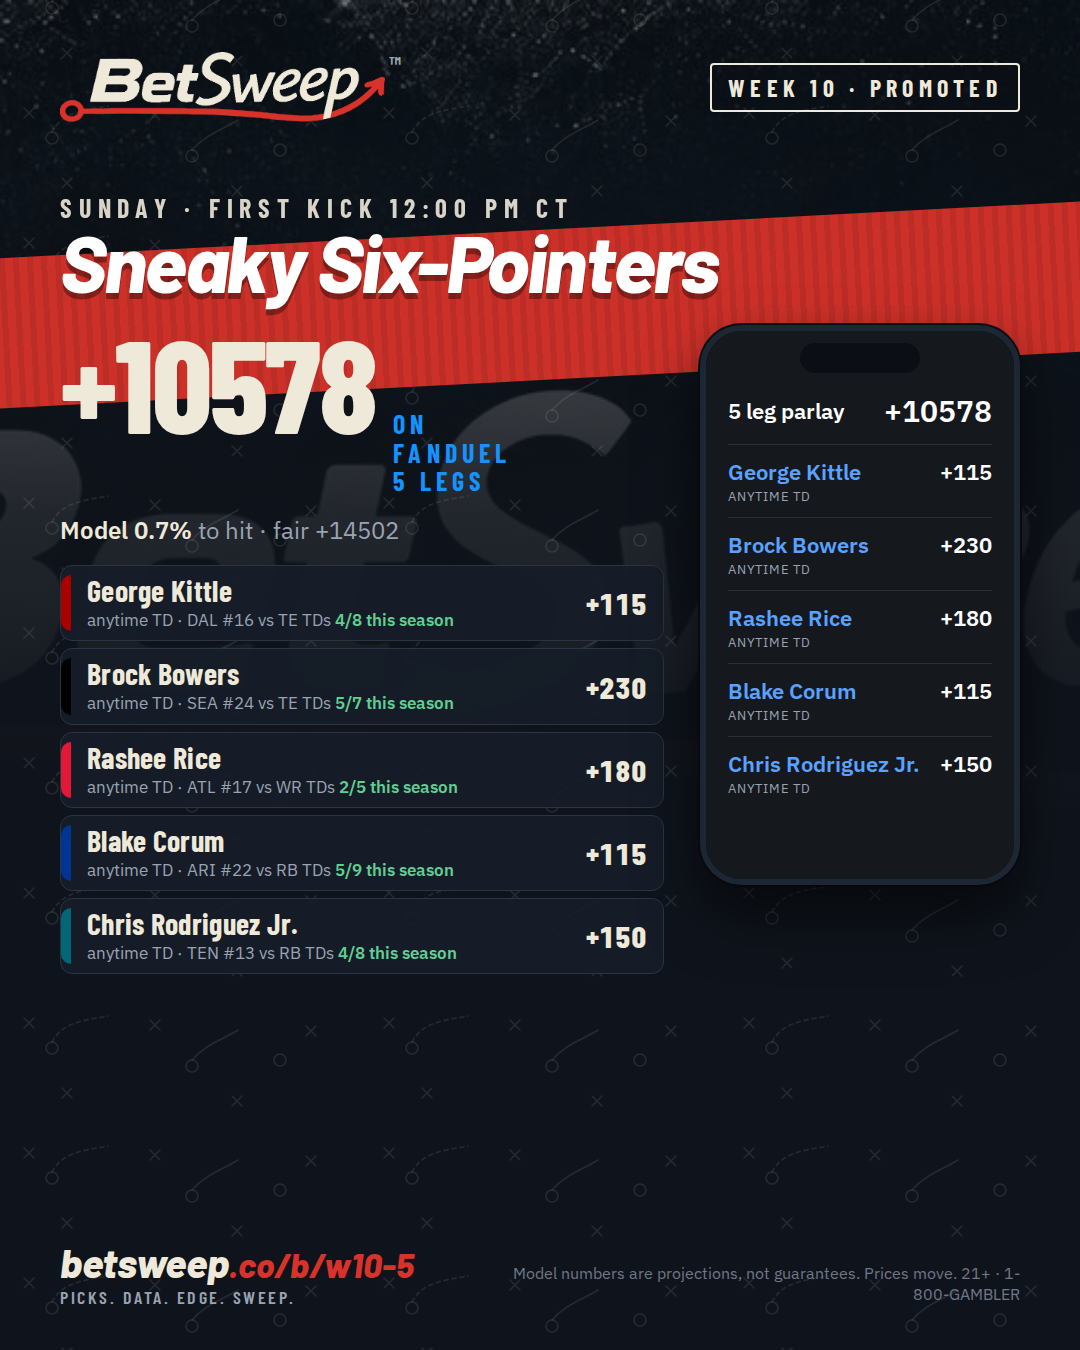 BetSweep™
WEEK 10 · PROMOTED
SUNDAY · FIRST KICK 12:00 PM CT
Sneaky Six-Pointers
+10578
ON
FANDUEL
5 LEGS
Model 0.7% to hit · fair +14502
George Kittle
anytime TD · DAL #16 vs TE TDs 4/8 this season
+115
Brock Bowers
anytime TD · SEA #24 vs TE TDs 5/7 this season
+230
Rashee Rice
anytime TD · ATL #17 vs WR TDs 2/5 this season
+180
Blake Corum
anytime TD · ARI #22 vs RB TDs 5/9 this season
+115
Chris Rodriguez Jr.
anytime TD · TEN #13 vs RB TDs 4/8 this season
+150
5 leg parlay +10578
George Kittle +115
ANYTIME TD
Brock Bowers +230
ANYTIME TD
Rashee Rice +180
ANYTIME TD
Blake Corum +115
ANYTIME TD
Chris Rodriguez Jr. +150
ANYTIME TD
betsweep.co/b/w10-5
PICKS. DATA. EDGE. SWEEP.
Model numbers are projections, not guarantees. Prices move. 21+ · 1-
800-GAMBLER